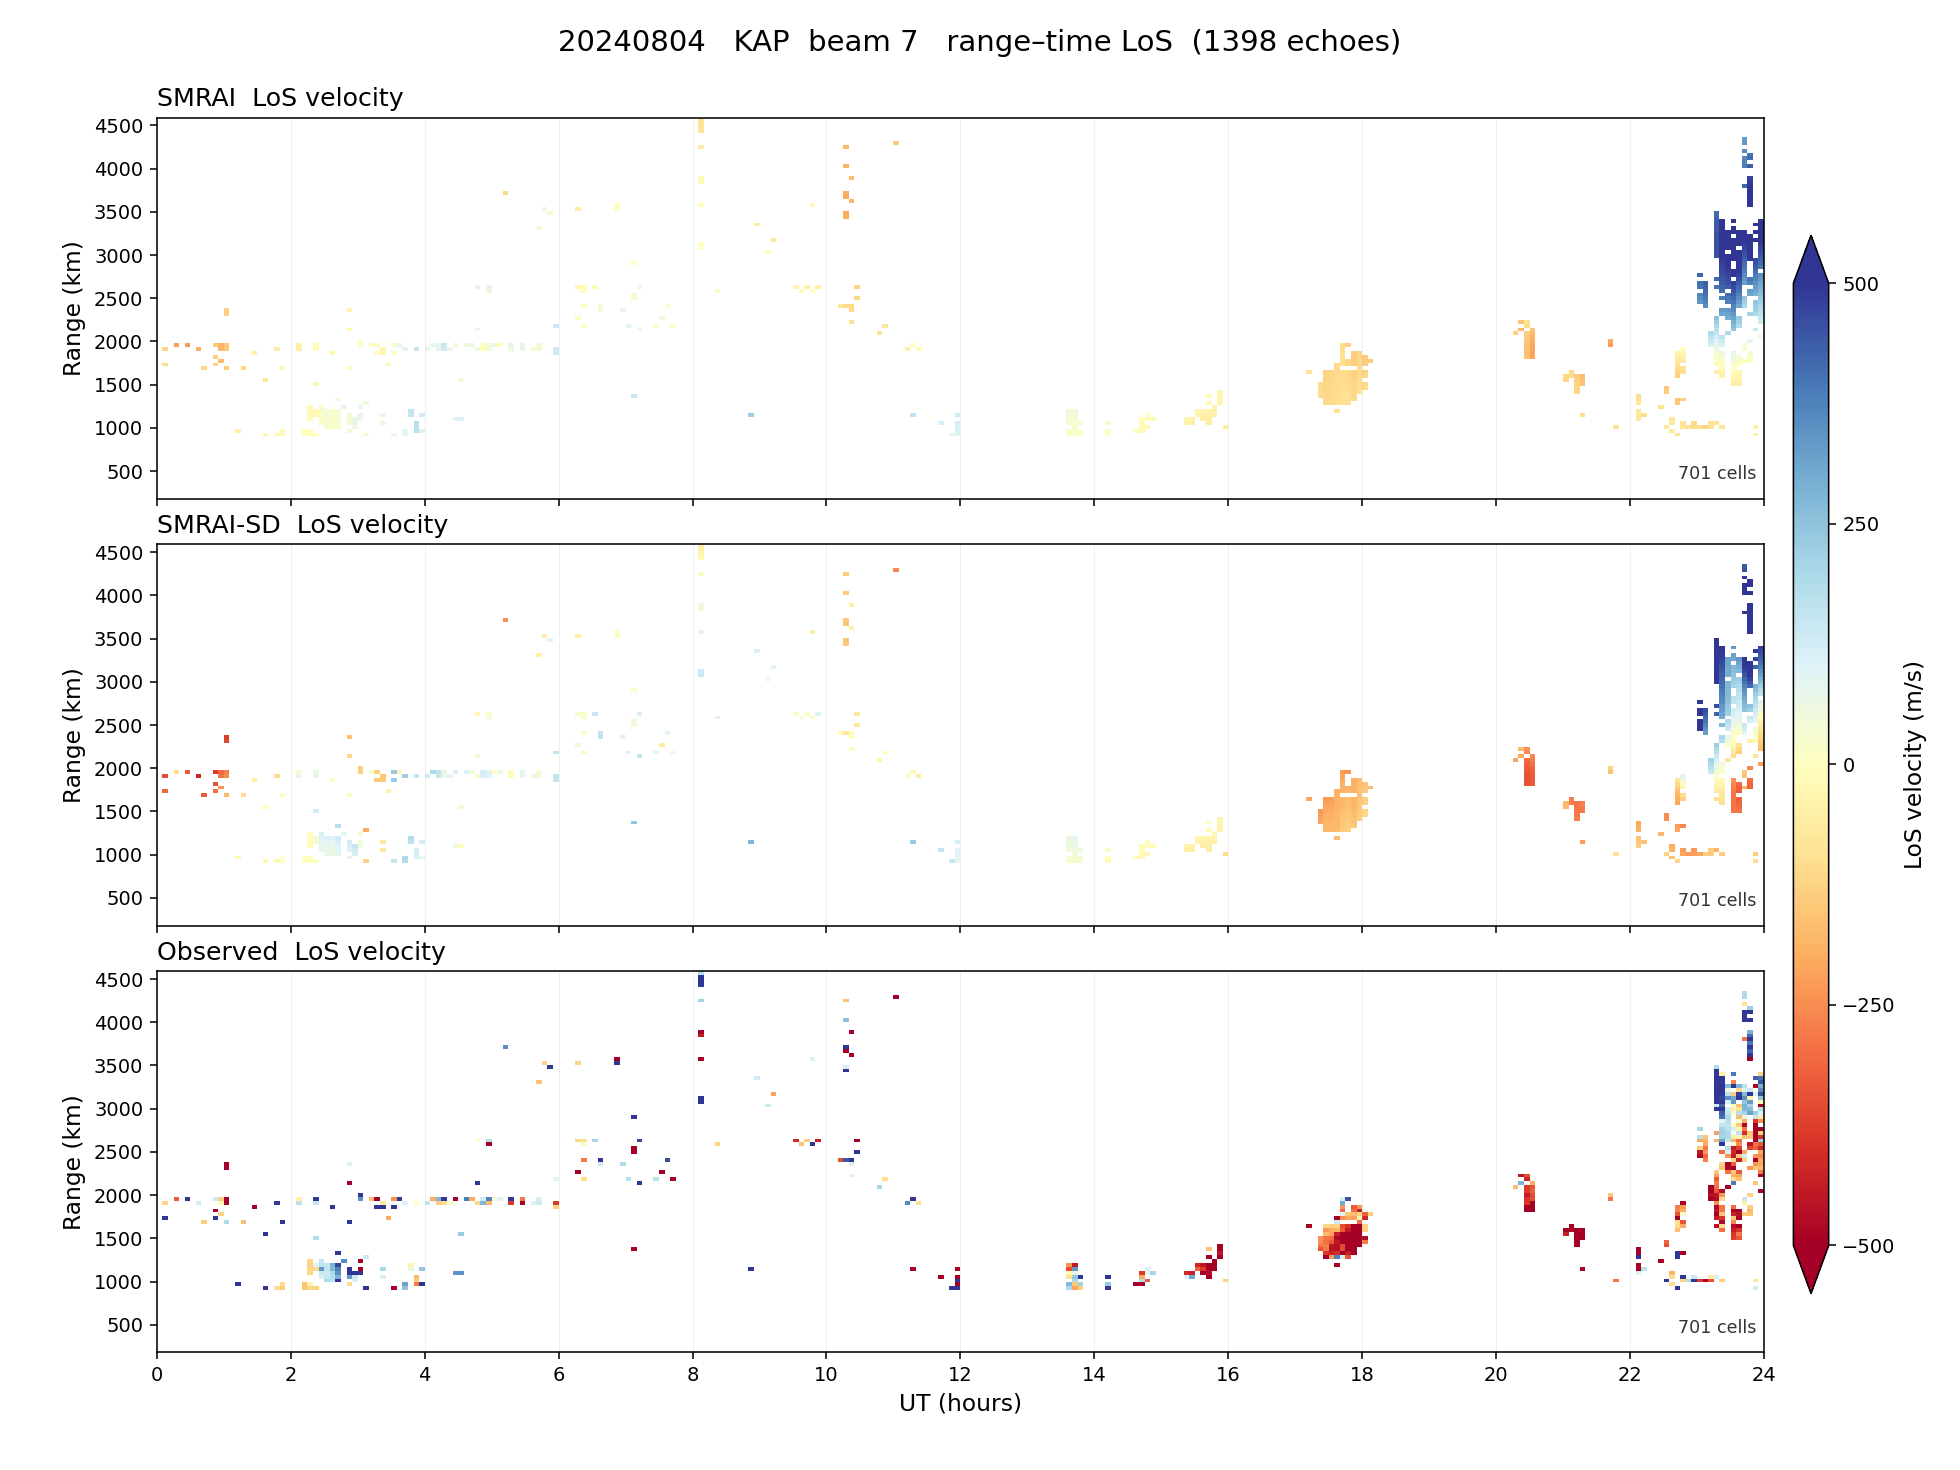 20240804   KAP  beam 7   range–time LoS  (1398 echoes)
SMRAI  LoS velocity
4500
4000
3500
3000
2500
2000
1500
1000
500
Range (km)
701 cells
SMRAI-SD  LoS velocity
4500
4000
3500
3000
2500
2000
1500
1000
500
Range (km)
701 cells
Observed  LoS velocity
4500
4000
3500
3000
2500
2000
1500
1000
500
Range (km)
701 cells
0 2 4 6 8 10 12 14 16 18 20 22 24
UT (hours)
500
250
0
−250
−500
LoS velocity (m/s)